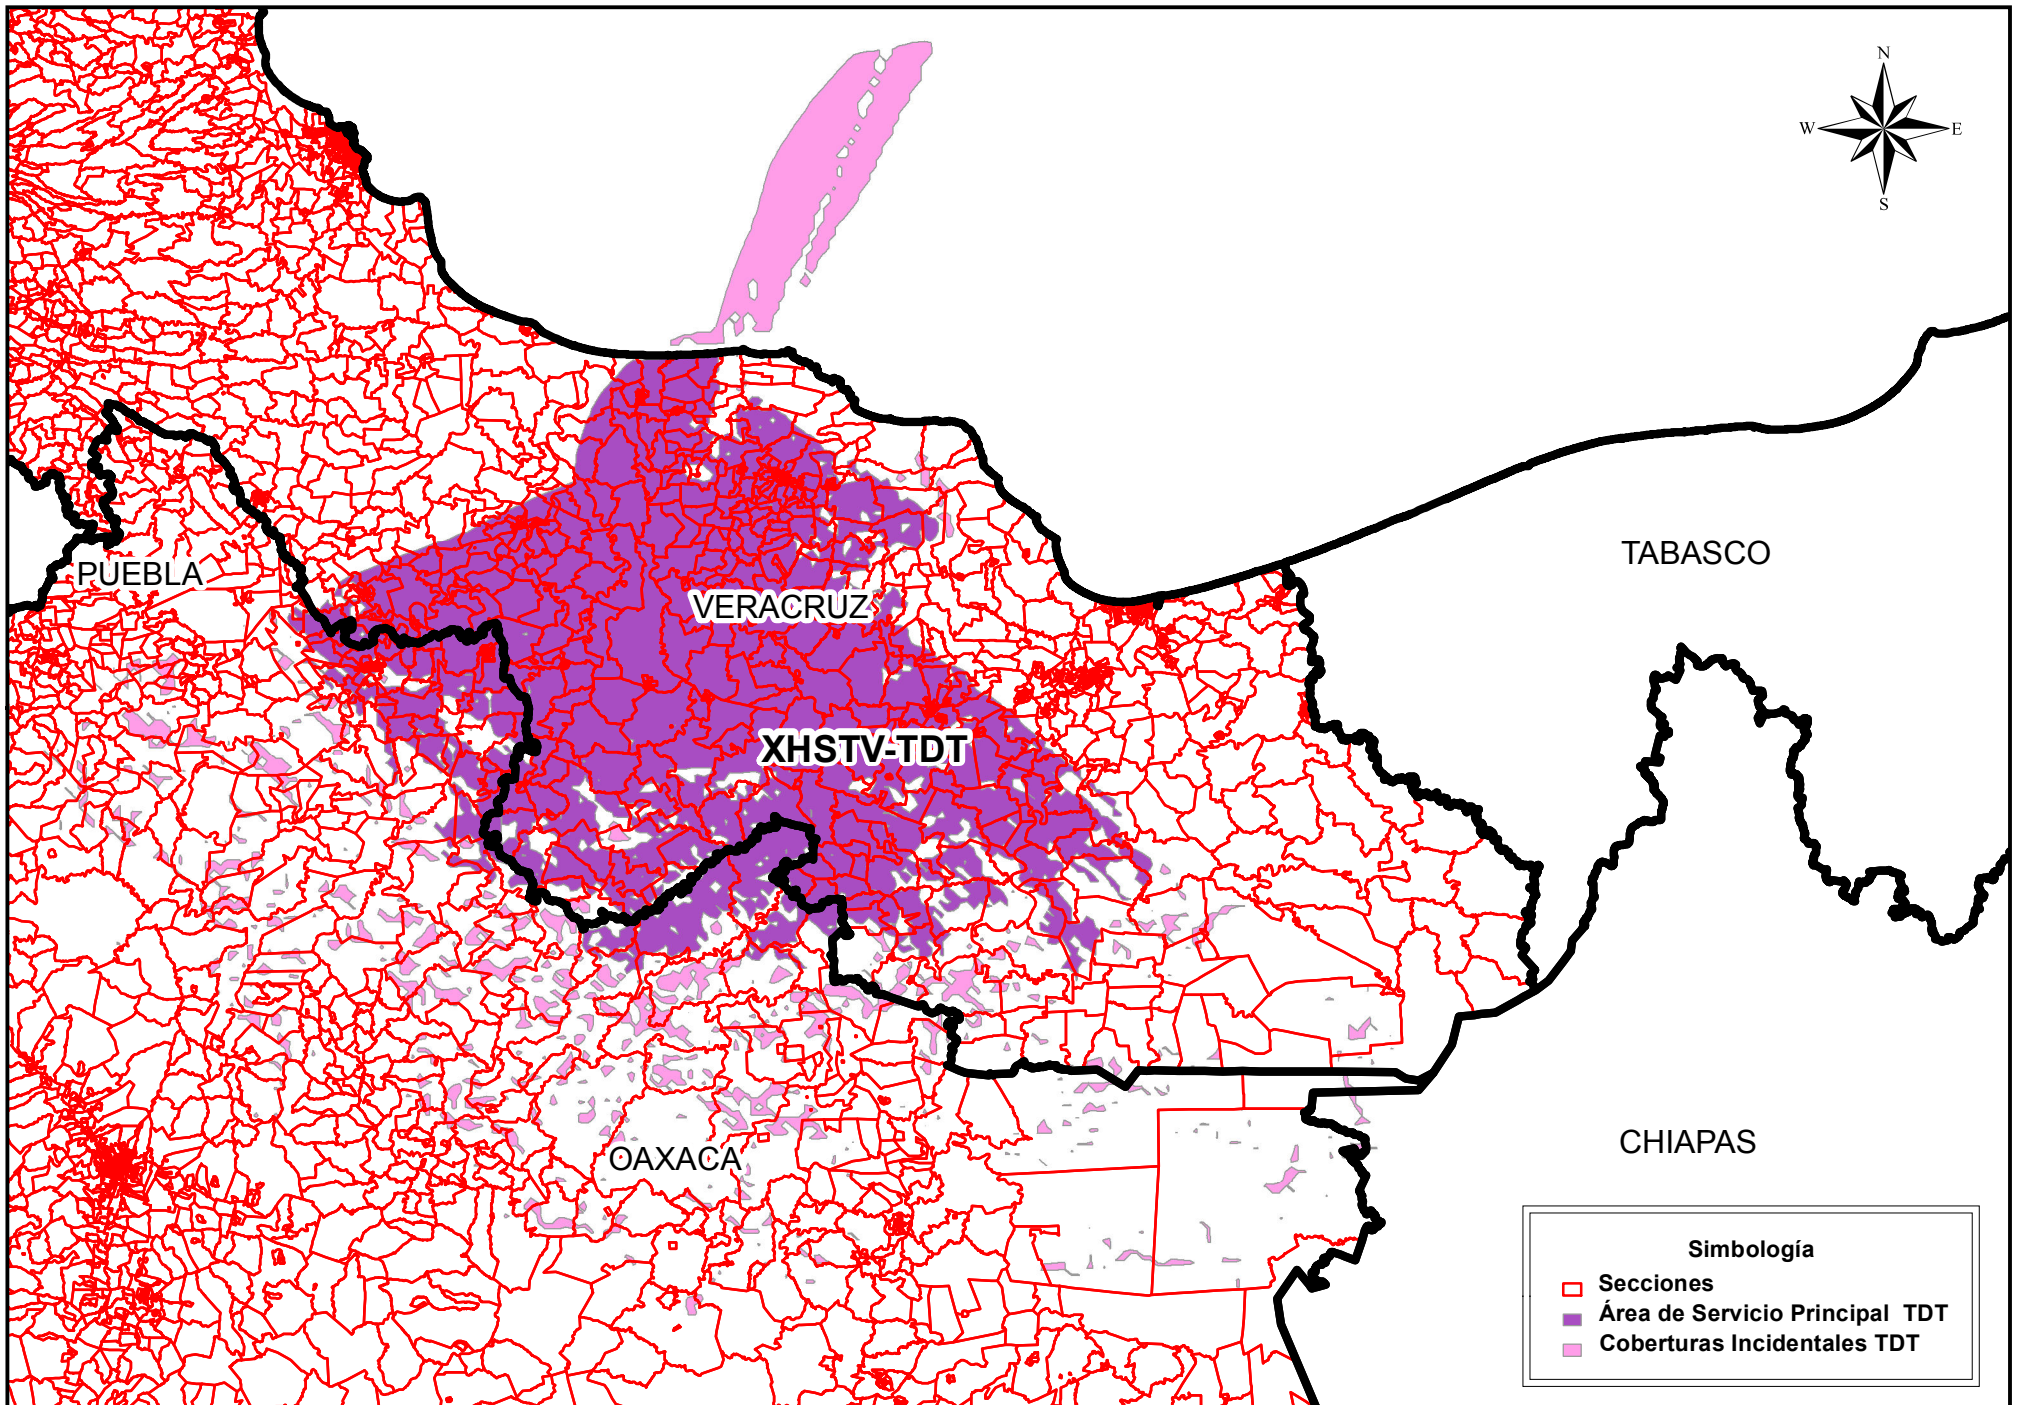 N
W
E
S
TABASCO
PUEBLA
VERACRUZ
XHSTV-TDT
CHIAPAS
OAXACA
Simbología
Secciones
Área de Servicio Principal TDT
Coberturas Incidentales TDT